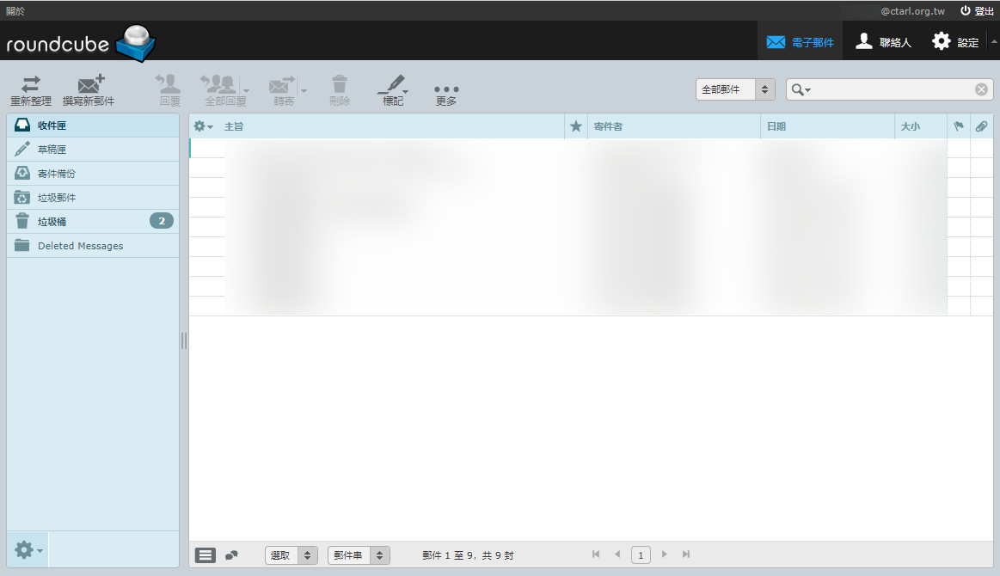 關於
@ctarl.org.tw 登出
roundcube
電子郵件 聯絡人 設定
重新整理 撰寫新郵件 回覆 全部回覆 轉寄 刪除 標記 更多
全部郵件
收件匣
草稿匣
寄件備份
垃圾郵件
垃圾桶 2
Deleted Messages
主旨 寄件者 日期 大小
選取 郵件串 郵件 1 至 9，共 9 封 1